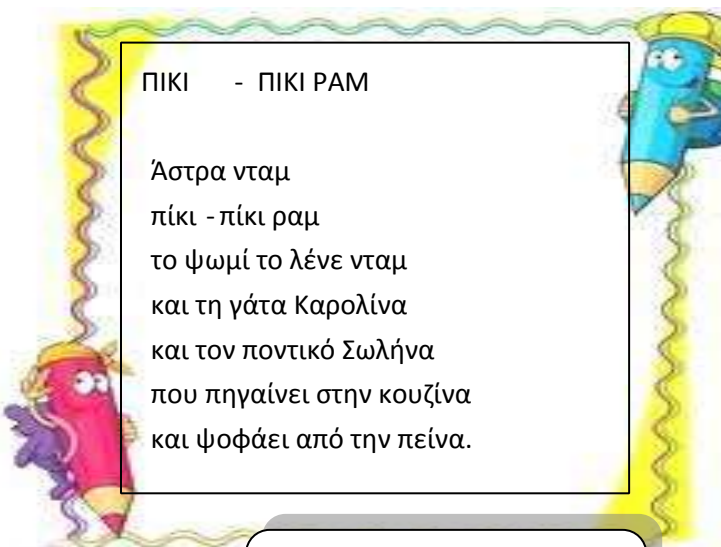 ΠΙΚΙ - ΠΙΚΙ ΡΑΜ
Άστρα νταμ
πίκι - πίκι ραμ
το ψωμί το λένε νταμ
και τη γάτα Καρολίνα
και τον ποντικό Σωλήνα
που πηγαίνει στην κουζίνα
και ψοφάει από την πείνα.